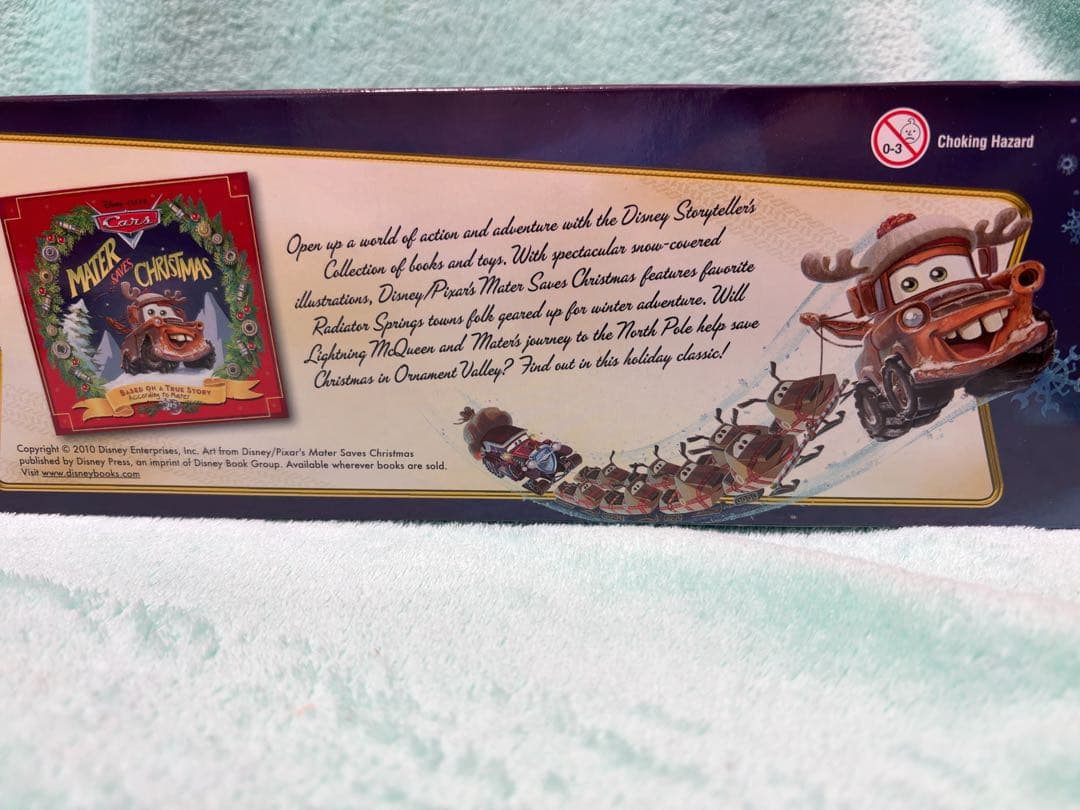 0-3
Choking Hazard
Disney·PIXAR
Cars
MATER
SAVES
CHRISTMAS
BASED ON A TRUE STORY
According to Mater
Open up a world of action and adventure with the Disney Storyteller's
Collection of books and toys. With spectacular snow-covered
illustrations, Disney/Pixar's Mater Saves Christmas features favorite
Radiator Springs towns folk geared up for winter adventure. Will
Lightning McQueen and Mater's journey to the North Pole help save
Christmas in Ornament Valley? Find out in this holiday classic!
Copyright © 2010 Disney Enterprises, Inc. Art from Disney/Pixar's Mater Saves Christmas
published by Disney Press, an imprint of Disney Book Group. Available wherever books are sold.
Visit www.disneybooks.com